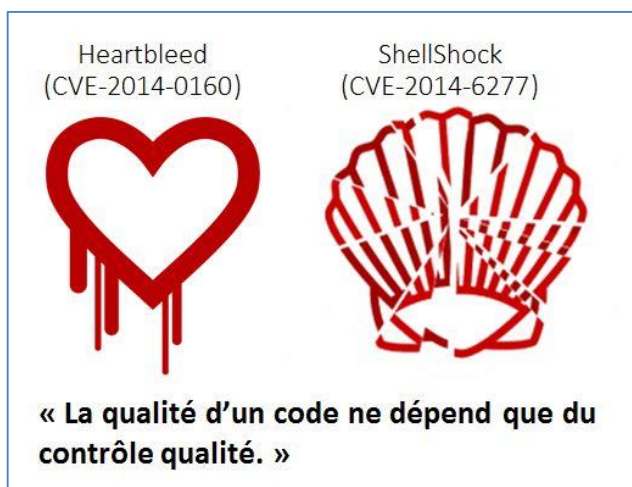 Heartbleed
(CVE-2014-0160)
ShellShock
(CVE-2014-6277)
« La qualité d’un code ne dépend que du
contrôle qualité. »